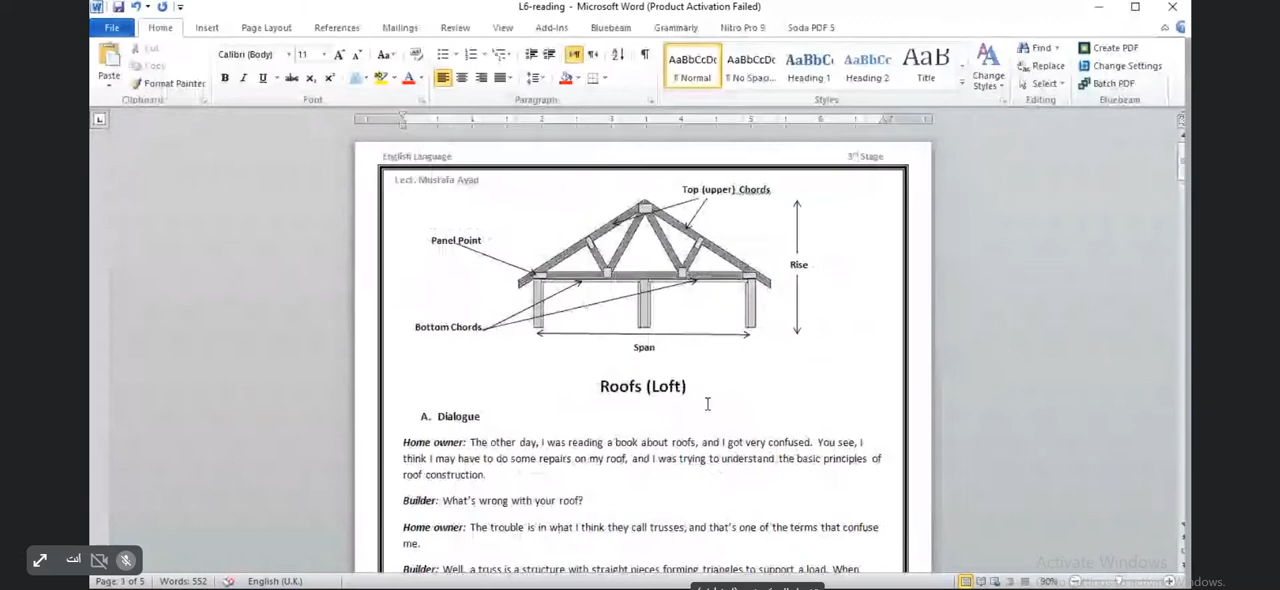 L6-reading - Microsoft Word (Product Activation Failed)
File Home Insert Page Layout References Mailings Review View Add-Ins Bluebeam Grammarly Nitro Pro 9 Soda PDF 5
Paste
Cut
Copy
Format Painter
Clipboard
Calibri (Body) 11
Aa
B I U abc
Font
Paragraph
AaBbCcDc AaBbCcDc AaBbC AaBbCc AaB
¶ Normal ¶ No Spaci... Heading 1 Heading 2 Title
Change
Styles
Styles
Find
Replace
Select
Editing
Create PDF
Change Settings
Batch PDF
Bluebeam
English Language 3rd Stage
Lect. Mustafa Ayad
Top (upper) Chords
Panel Point
Rise
Bottom Chords
Span
Roofs (Loft)
A. Dialogue
Home owner: The other day, I was reading a book about roofs, and I got very confused. You see, I
think I may have to do some repairs on my roof, and I was trying to understand the basic principles of
roof construction.
Builder: What's wrong with your roof?
Home owner: The trouble is in what I think they call trusses, and that's one of the terms that confuse
me.
Builder: Well, a truss is a structure with straight pieces forming triangles to support a load. When
انت
Activate Windows
Page: 3 of 5 Words: 552 English (U.K.) 90%